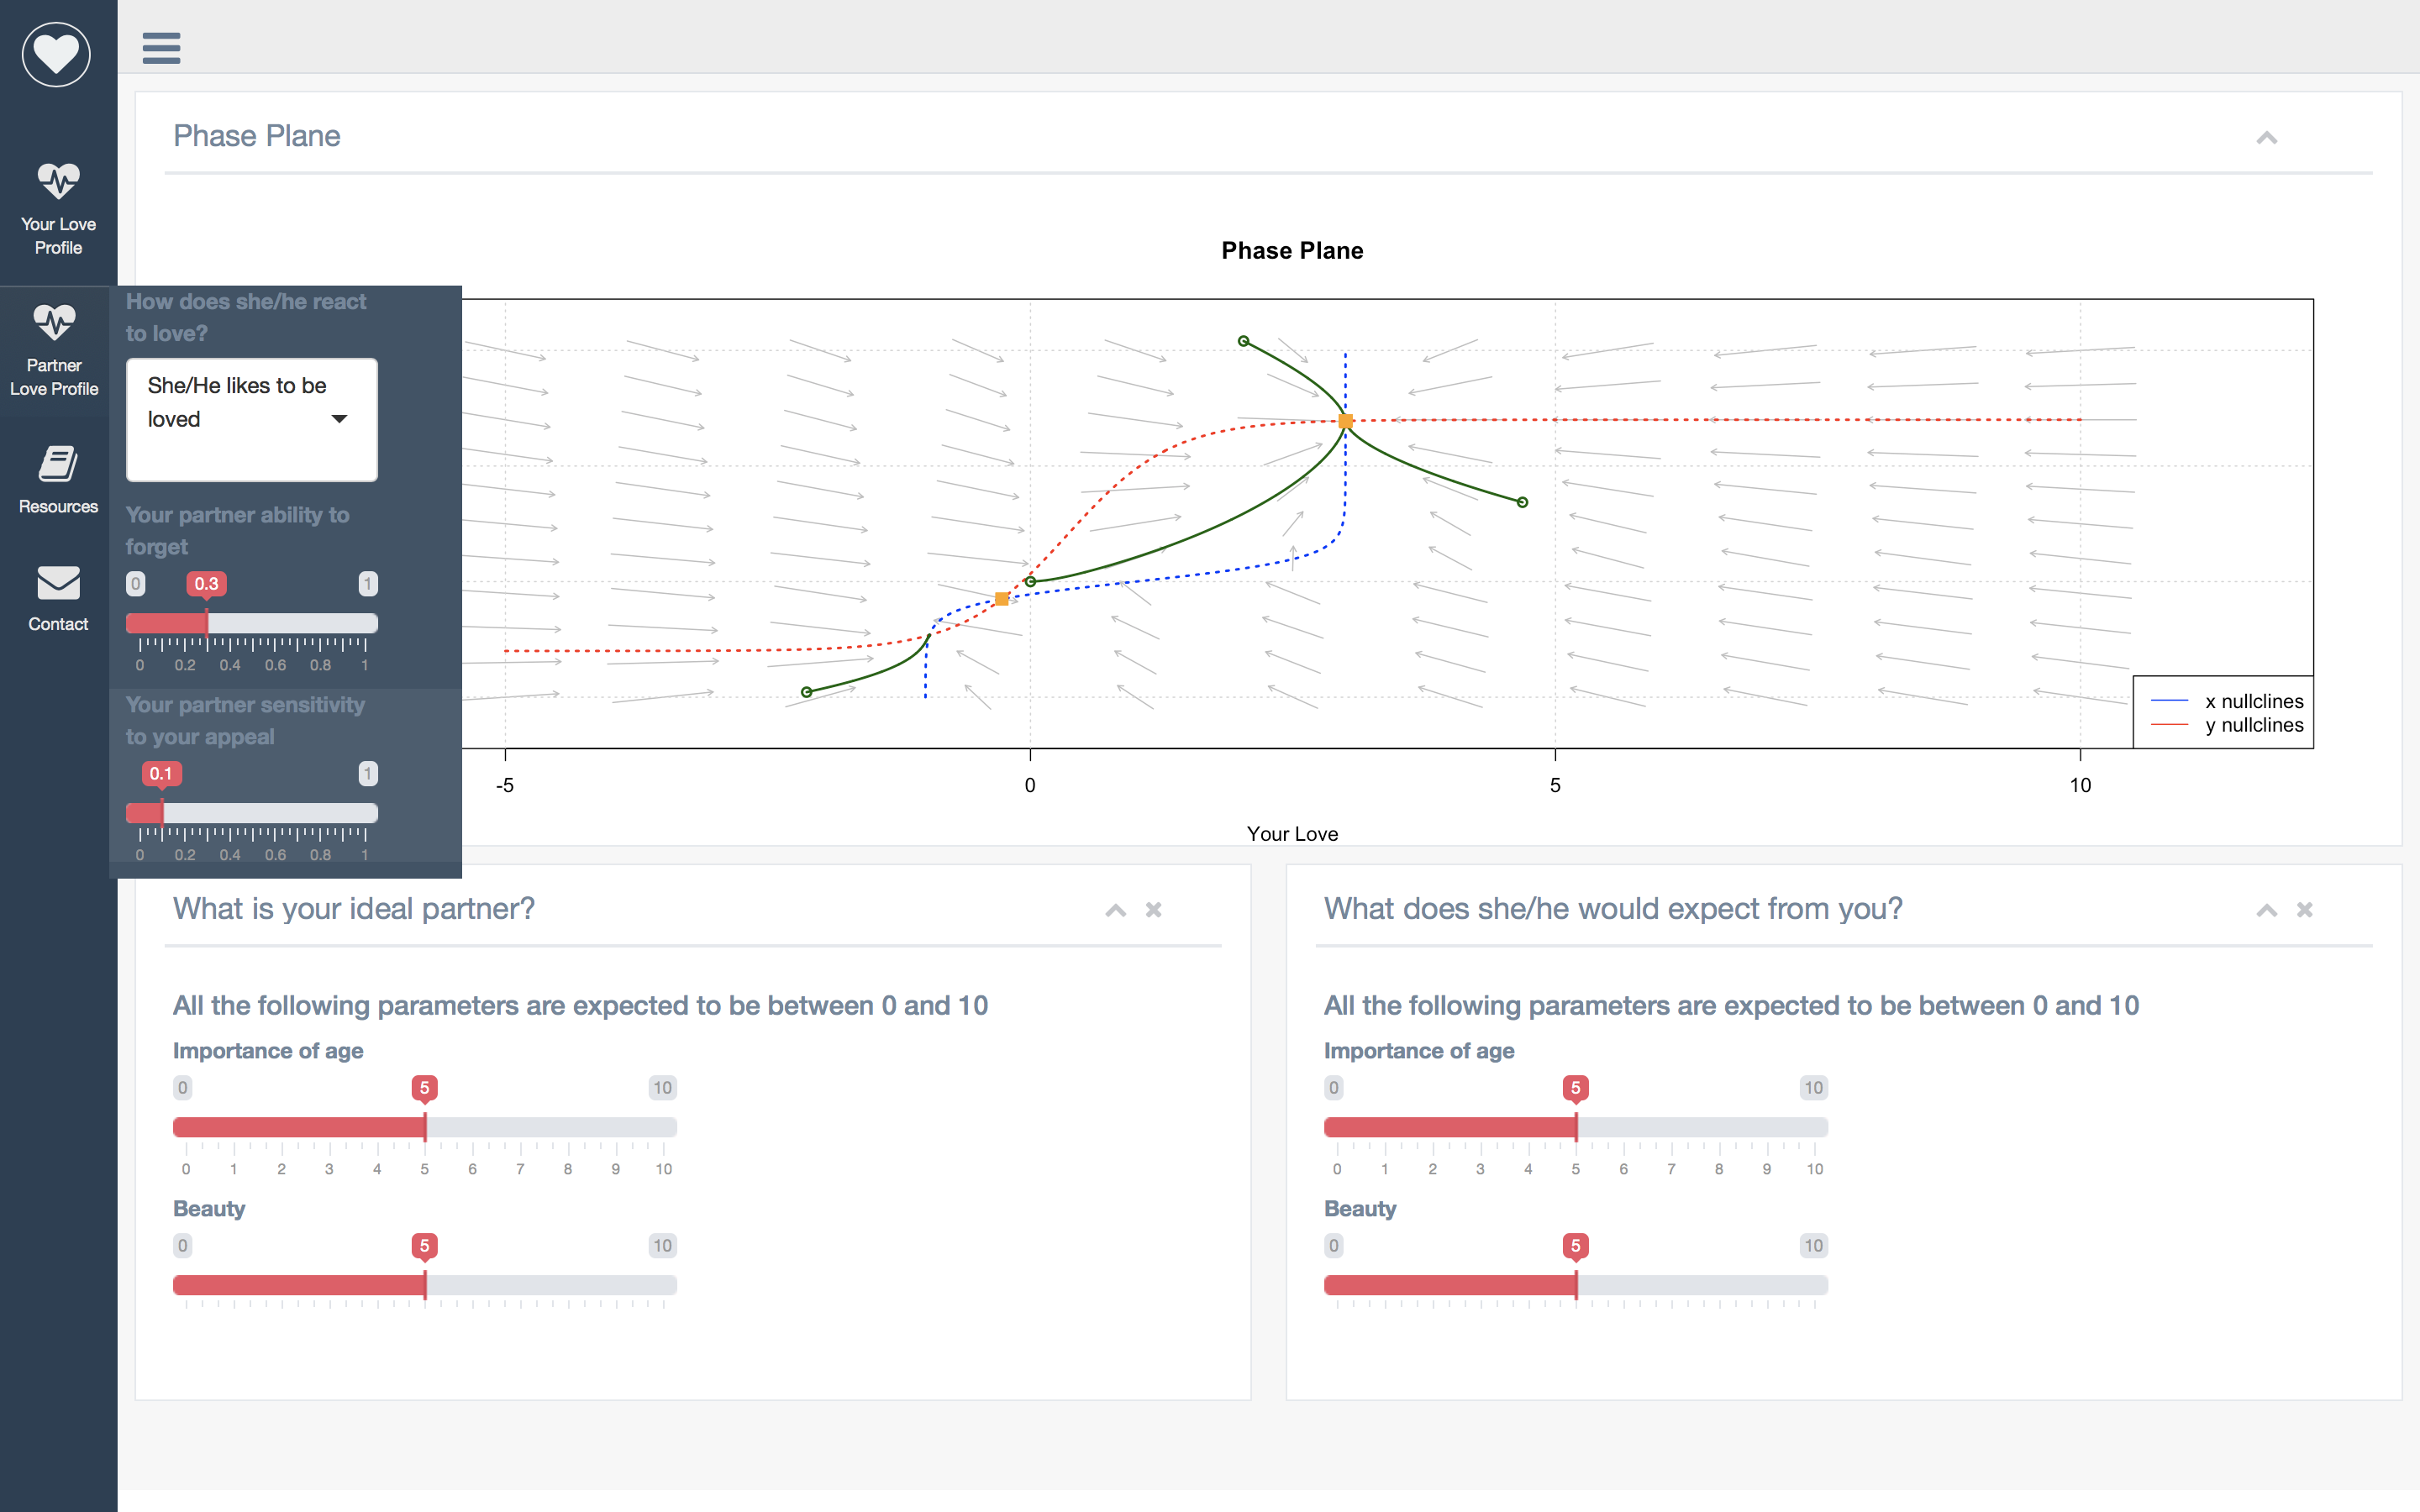 Your Love
Profile
Partner
Love Profile
Resources
Contact
Phase Plane
How does she/he react
to love?
She/He likes to be
loved
Your partner ability to
forget
0 0.3 1
0 0.2 0.4 0.6 0.8 1
Your partner sensitivity
to your appeal
0.1 1
0 0.2 0.4 0.6 0.8 1
Phase Plane
x nullclines
y nullclines
-5 0 5 10
Your Love
What is your ideal partner?
All the following parameters are expected to be between 0 and 10
Importance of age
0 5 10
0 1 2 3 4 5 6 7 8 9 10
Beauty
0 5 10
What does she/he would expect from you?
All the following parameters are expected to be between 0 and 10
Importance of age
0 5 10
0 1 2 3 4 5 6 7 8 9 10
Beauty
0 5 10